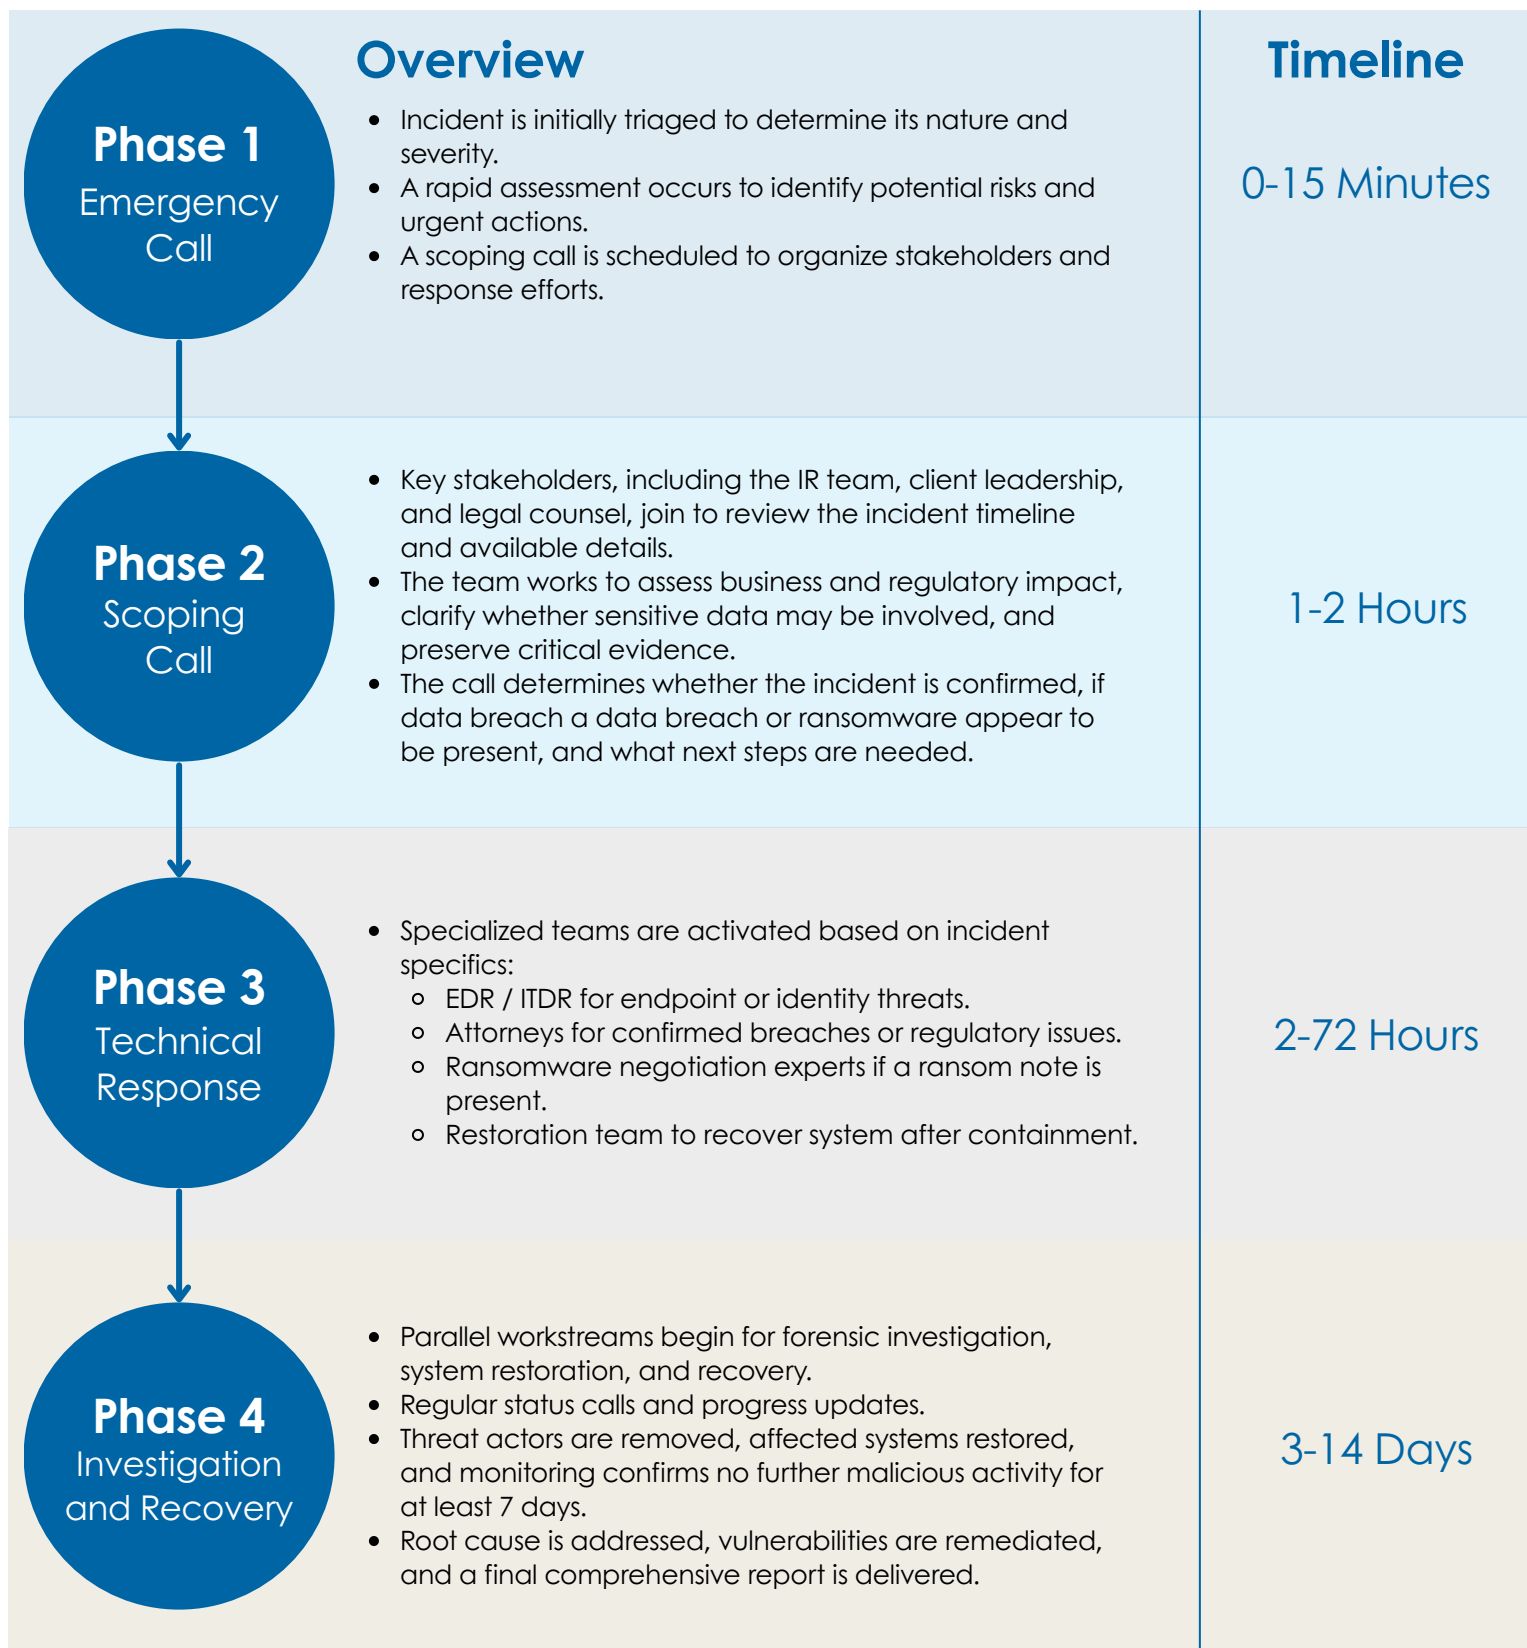 Overview
Timeline
Phase 1
Emergency
Call
• Incident is initially triaged to determine its nature and
severity.
• A rapid assessment occurs to identify potential risks and
urgent actions.
• A scoping call is scheduled to organize stakeholders and
response efforts.
0-15 Minutes
Phase 2
Scoping
Call
• Key stakeholders, including the IR team, client leadership,
and legal counsel, join to review the incident timeline
and available details.
• The team works to assess business and regulatory impact,
clarify whether sensitive data may be involved, and
preserve critical evidence.
• The call determines whether the incident is confirmed, if
data breach a data breach or ransomware appear to
be present, and what next steps are needed.
1-2 Hours
Phase 3
Technical
Response
• Specialized teams are activated based on incident
specifics:
○ EDR / ITDR for endpoint or identity threats.
○ Attorneys for confirmed breaches or regulatory issues.
○ Ransomware negotiation experts if a ransom note is
present.
○ Restoration team to recover system after containment.
2-72 Hours
Phase 4
Investigation
and Recovery
• Parallel workstreams begin for forensic investigation,
system restoration, and recovery.
• Regular status calls and progress updates.
• Threat actors are removed, affected systems restored,
and monitoring confirms no further malicious activity for
at least 7 days.
• Root cause is addressed, vulnerabilities are remediated,
and a final comprehensive report is delivered.
3-14 Days